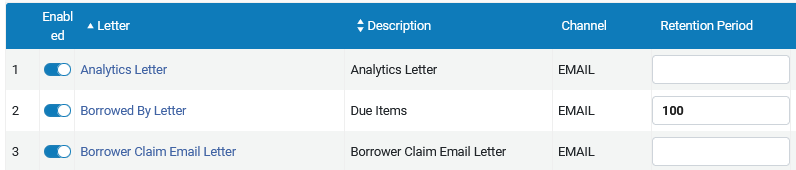 Enabl
ed Letter Description Channel Retention Period
1 Analytics Letter Analytics Letter EMAIL
2 Borrowed By Letter Due Items EMAIL 100
3 Borrower Claim Email Letter Borrower Claim Email Letter EMAIL